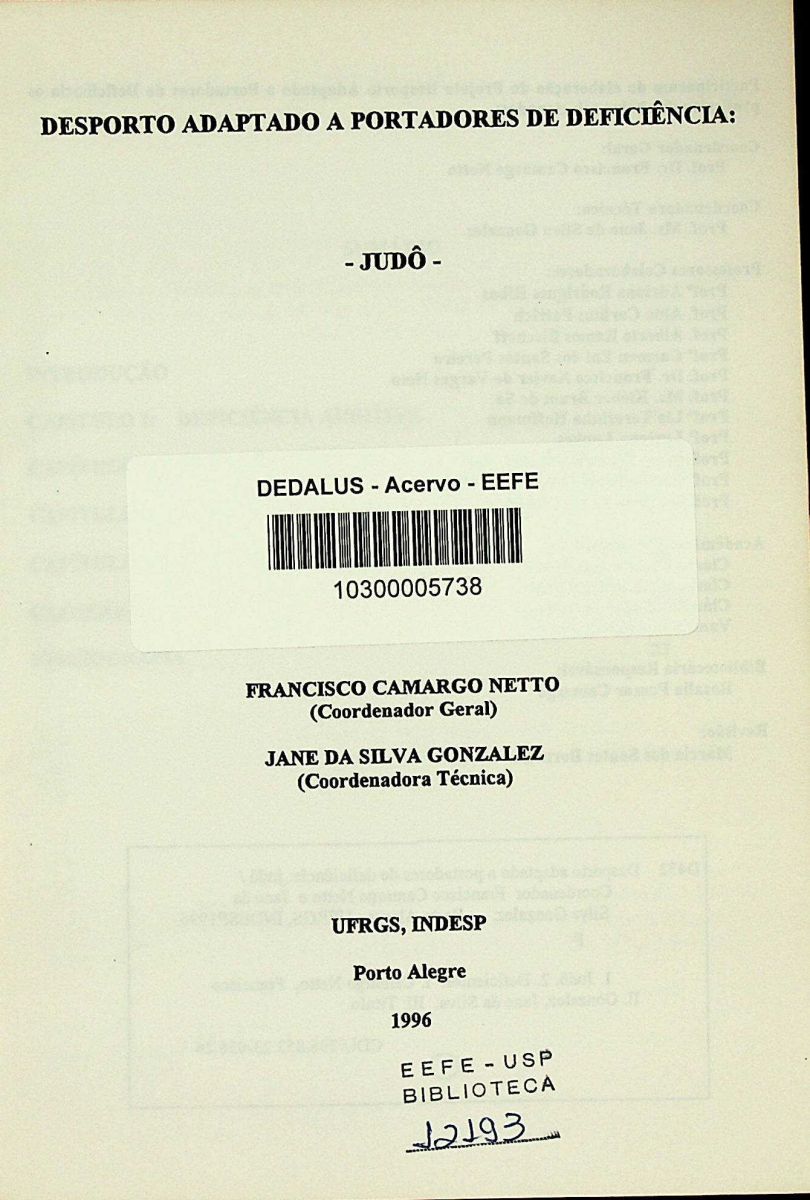 DESPORTO ADAPTADO A PORTADORES DE DEFICIÊNCIA:
- JUDÔ -
DEDALUS - Acervo - EEFE
10300005738
FRANCISCO CAMARGO NETTO
(Coordenador Geral)
JANE DA SILVA GONZALEZ
(Coordenadora Técnica)
UFRGS, INDESP
Porto Alegre
1996
EEFE - USP
BIBLIOTECA
12193